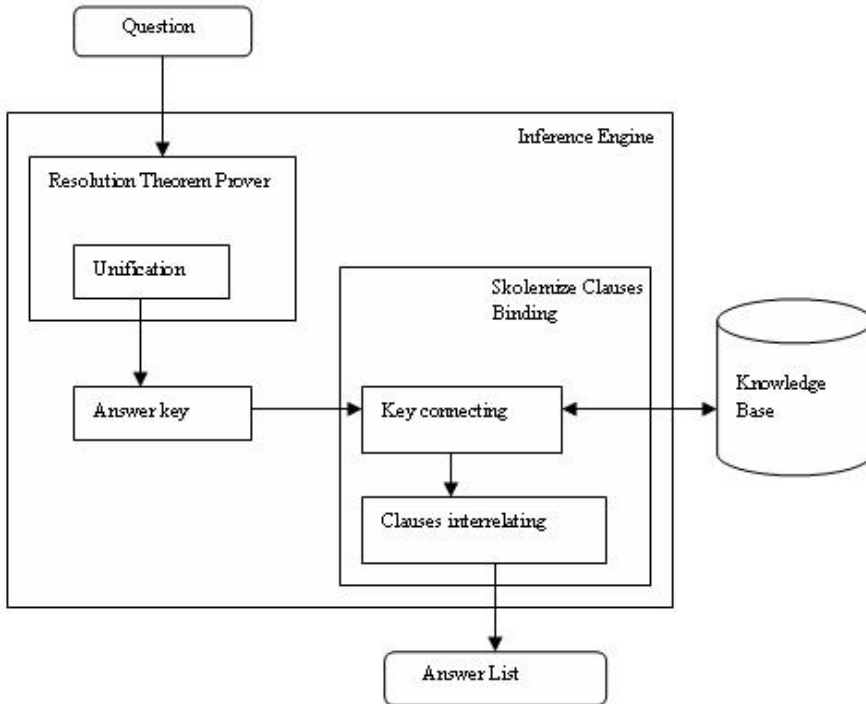 Question
Inference Engine
Resolution Theorem Prover
Unification
Skolemize Clauses
Binding
Answer key
Key connecting
Knowledge
Base
Clauses interrelating
Answer List